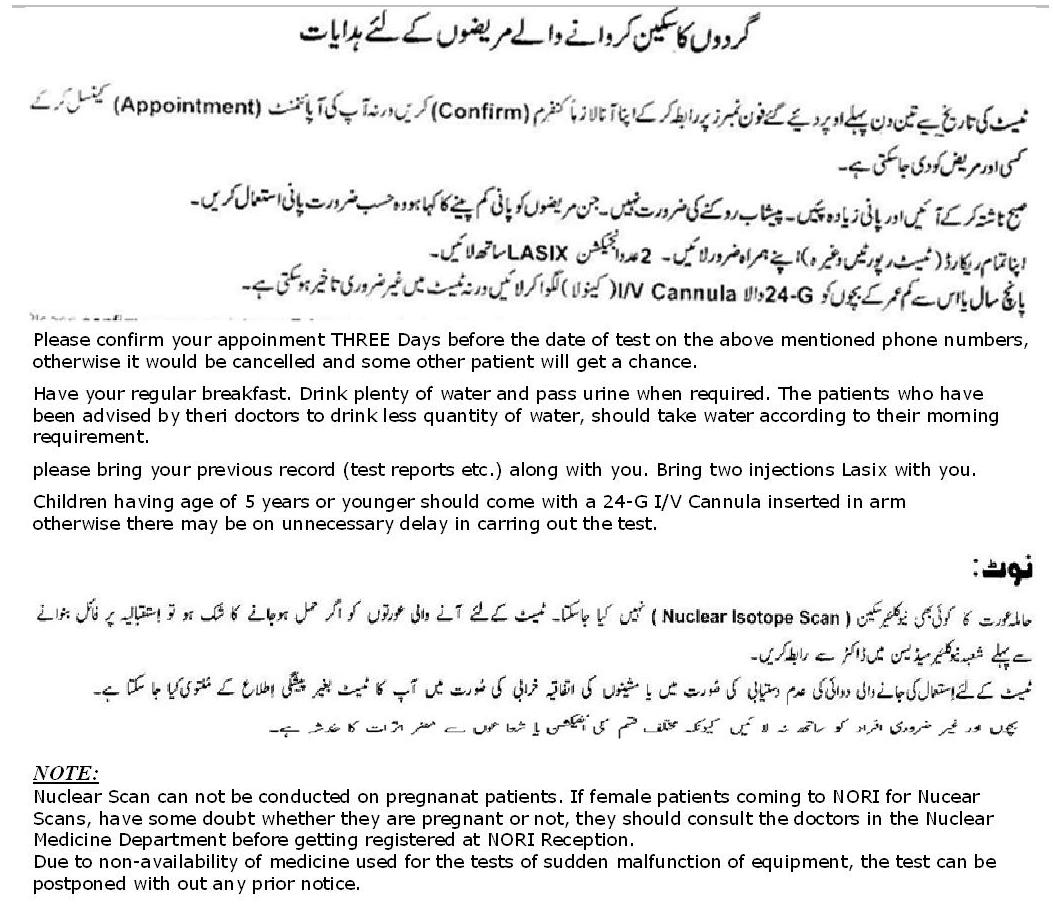 گردوں کا سکین کروانے والے مریضوں کے لئے ہدایات
ٹیسٹ کی تاریخ سے تین دن پہلے اوپر دیئے گئے فون نمبرز پر رابطہ کر کے اپنا آنا لازماً کنفرم (Confirm) کریں ورنہ آپ کی آپائنمنٹ (Appointment) کینسل کر کے
کسی اور مریض کو دی جا سکتی ہے۔
صبح ناشتہ کر کے آئیں اور پانی زیادہ پئیں۔ پیشاب روکنے کی ضرورت نہیں۔ جن مریضوں کو پانی کم پینے کا کہا ہو وہ حسب ضرورت پانی استعمال کریں۔
اپنا تمام ریکارڈ (ٹیسٹ رپورٹیں وغیرہ) اپنے ہمراہ ضرور لائیں۔ 2 عدد انجکشن LASIX ساتھ لائیں۔
پانچ سال یا اس سے کم عمر کے بچوں کو 24-G والا I/V Cannula (کینولا) لگوا کر لائیں ورنہ ٹیسٹ میں غیر ضروری تاخیر ہو سکتی ہے۔
Please confirm your appoinment THREE Days before the date of test on the above mentioned phone numbers,
otherwise it would be cancelled and some other patient will get a chance.
Have your regular breakfast. Drink plenty of water and pass urine when required. The patients who have
been advised by theri doctors to drink less quantity of water, should take water according to their morning
requirement.
please bring your previous record (test reports etc.) along with you. Bring two injections Lasix with you.
Children having age of 5 years or younger should come with a 24-G I/V Cannula inserted in arm
otherwise there may be on unnecessary delay in carring out the test.
نوٹ:
حاملہ عورت کا کوئی بھی نیوکلیئر سکین ( Nuclear Isotope Scan ) نہیں کیا جا سکتا۔ ٹیسٹ کے لئے آنے والی عورتوں کو اگر حمل ہو جانے کا شک ہو تو اِستقبالیہ پر فائل بنوانے
سے پہلے شعبہ نیوکلیئر میڈیسن میں ڈاکٹر سے رابطہ کریں۔
ٹیسٹ کے لئے اِستعمال کی جانے والی دوائی کی عدم دستیابی کی صُورت میں یا مشینوں کی اتفاقیہ خرابی کی صُورت میں آپ کا ٹیسٹ بغیر پیشگی اِطلاع کے مُلتوی کیا جا سکتا ہے۔
بچوں اور غیر ضروری افراد کو ساتھ نہ لائیں کیونکہ مختلف قسم کی انفیکشن یا شعاعوں سے مضر اثرات کا خدشہ ہے۔
NOTE:
Nuclear Scan can not be conducted on pregnanat patients. If female patients coming to NORI for Nucear
Scans, have some doubt whether they are pregnant or not, they should consult the doctors in the Nuclear
Medicine Department before getting registered at NORI Reception.
Due to non-availability of medicine used for the tests of sudden malfunction of equipment, the test can be
postponed with out any prior notice.